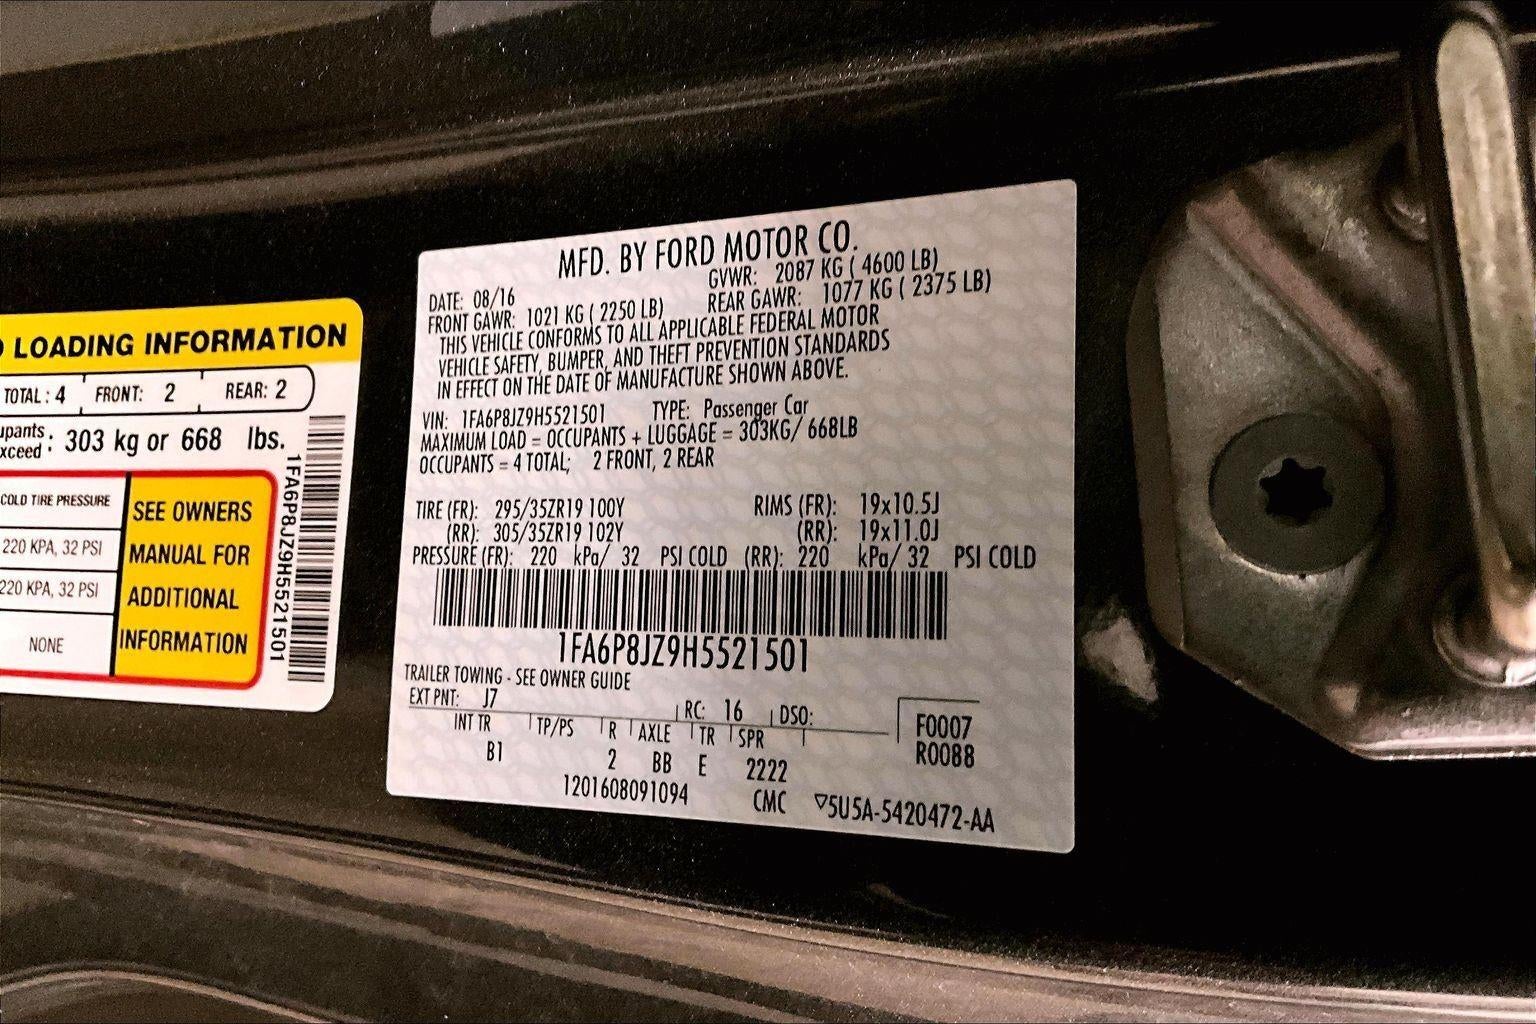 LOADING INFORMATION
TOTAL : 4 FRONT: 2 REAR: 2
303 kg or 668 lbs.
COLD TIRE PRESSURE
220 KPA, 32 PSI
220 KPA, 32 PSI
NONE
SEE OWNERS
MANUAL FOR
ADDITIONAL
INFORMATION
1FA6P8JZ9H5521501
MFD. BY FORD MOTOR CO.
DATE: 08/16 GVWR: 2087 KG ( 4600 LB)
FRONT GAWR: 1021 KG ( 2250 LB) REAR GAWR: 1077 KG ( 2375 LB)
THIS VEHICLE CONFORMS TO ALL APPLICABLE FEDERAL MOTOR
VEHICLE SAFETY, BUMPER, AND THEFT PREVENTION STANDARDS
IN EFFECT ON THE DATE OF MANUFACTURE SHOWN ABOVE.
VIN: 1FA6P8JZ9H5521501 TYPE: Passenger Car
MAXIMUM LOAD = OCCUPANTS + LUGGAGE = 303KG/ 668LB
OCCUPANTS = 4 TOTAL; 2 FRONT, 2 REAR
TIRE (FR): 295/35ZR19 100Y RIMS (FR): 19x10.5J
(RR): 305/35ZR19 102Y (RR): 19x11.0J
PRESSURE (FR): 220 kPa/ 32 PSI COLD (RR): 220 kPa/ 32 PSI COLD
1FA6P8JZ9H5521501
TRAILER TOWING - SEE OWNER GUIDE
EXT PNT: J7 RC: 16 DSO:
INT TR TP/PS R AXLE TR SPR
B1 2 BB E 2222
F0007
R0088
1201608091094 CMC ▽5U5A-5420472-AA